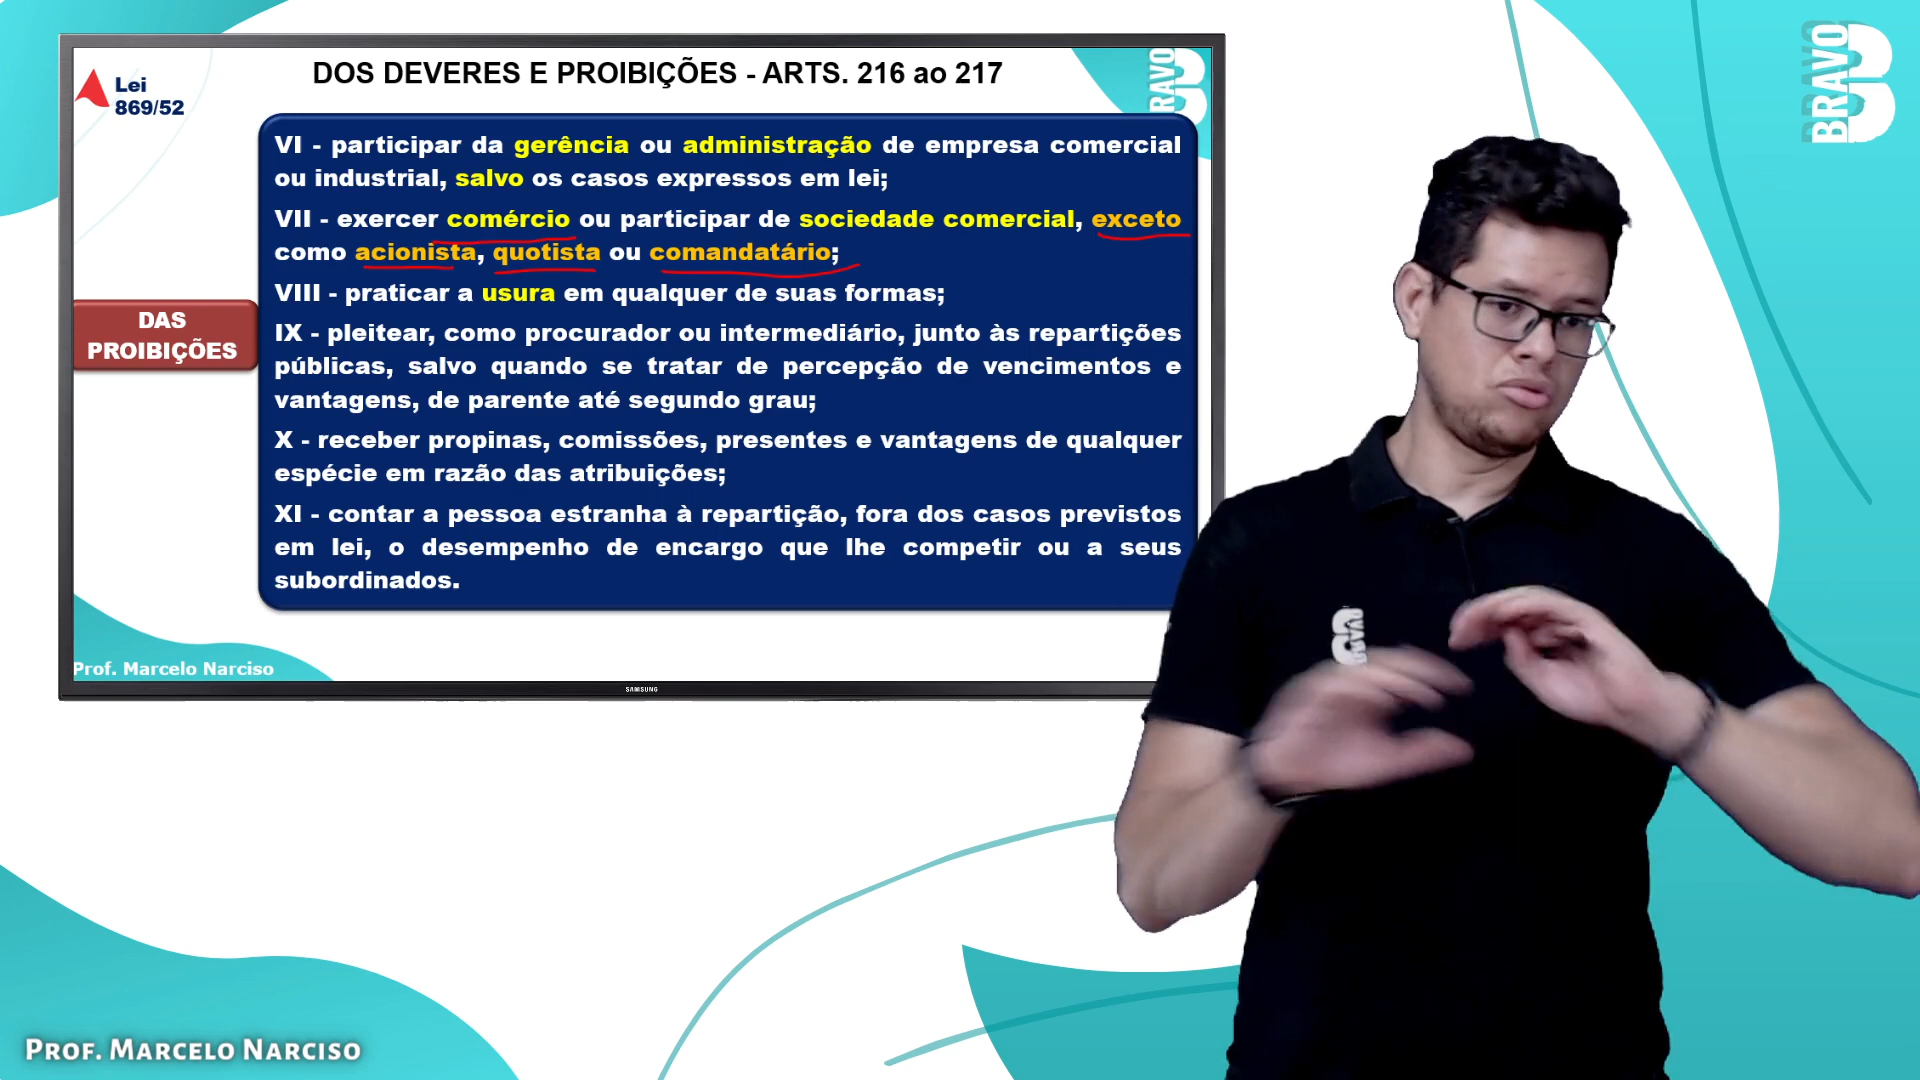 BRAVO
Lei
869/52
DOS DEVERES E PROIBIÇÕES - ARTS. 216 ao 217
RAVO
VI - participar da gerência ou administração de empresa comercial
ou industrial, salvo os casos expressos em lei;
VII - exercer comércio ou participar de sociedade comercial, exceto
como acionista, quotista ou comandatário;
VIII - praticar a usura em qualquer de suas formas;
IX - pleitear, como procurador ou intermediário, junto às repartições
públicas, salvo quando se tratar de percepção de vencimentos e
vantagens, de parente até segundo grau;
X - receber propinas, comissões, presentes e vantagens de qualquer
espécie em razão das atribuições;
XI - contar a pessoa estranha à repartição, fora dos casos previstos
em lei, o desempenho de encargo que lhe competir ou a seus
subordinados.
DAS
PROIBIÇÕES
Prof. Marcelo Narciso
SAMSUNG
BRAVO
PROF. MARCELO NARCISO